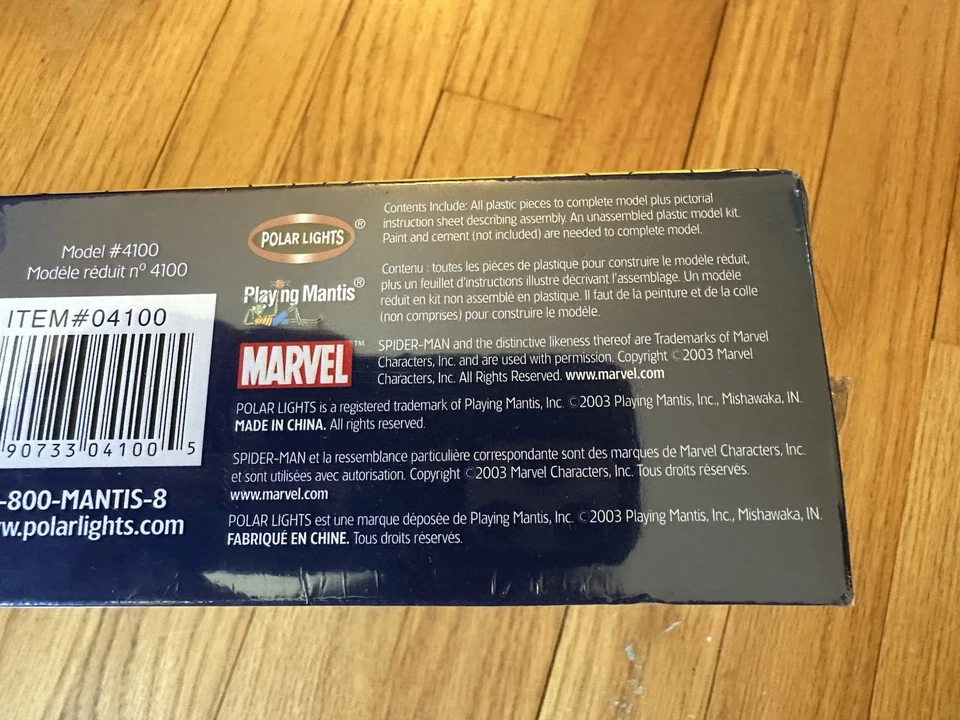 Model #4100
Modèle réduit nº 4100
ITEM#04100
90733 04100 5
-800-MANTIS-8
w.polarlights.com
POLAR LIGHTS®
Playing Mantis®
MARVEL™
Contents Include: All plastic pieces to complete model plus pictorial
instruction sheet describing assembly. An unassembled plastic model kit.
Paint and cement (not included) are needed to complete model.
Contenu : toutes les pièces de plastique pour construire le modèle réduit,
plus un feuillet d'instructions illustré décrivant l'assemblage. Un modèle
réduit en kit non assemblé en plastique. Il faut de la peinture et de la colle
(non comprises) pour construire le modèle.
SPIDER-MAN and the distinctive likeness thereof are Trademarks of Marvel
Characters, Inc. and are used with permission. Copyright ©2003 Marvel
Characters, Inc. All Rights Reserved. www.marvel.com
POLAR LIGHTS is a registered trademark of Playing Mantis, Inc. ©2003 Playing Mantis, Inc., Mishawaka, IN.
MADE IN CHINA. All rights reserved.
SPIDER-MAN et la ressemblance particulière correspondante sont des marques de Marvel Characters, Inc.
et sont utilisées avec autorisation. Copyright ©2003 Marvel Characters, Inc. Tous droits réservés.
www.marvel.com
POLAR LIGHTS est une marque déposée de Playing Mantis, Inc. ©2003 Playing Mantis, Inc., Mishawaka, IN.
FABRIQUÉ EN CHINE. Tous droits réservés.